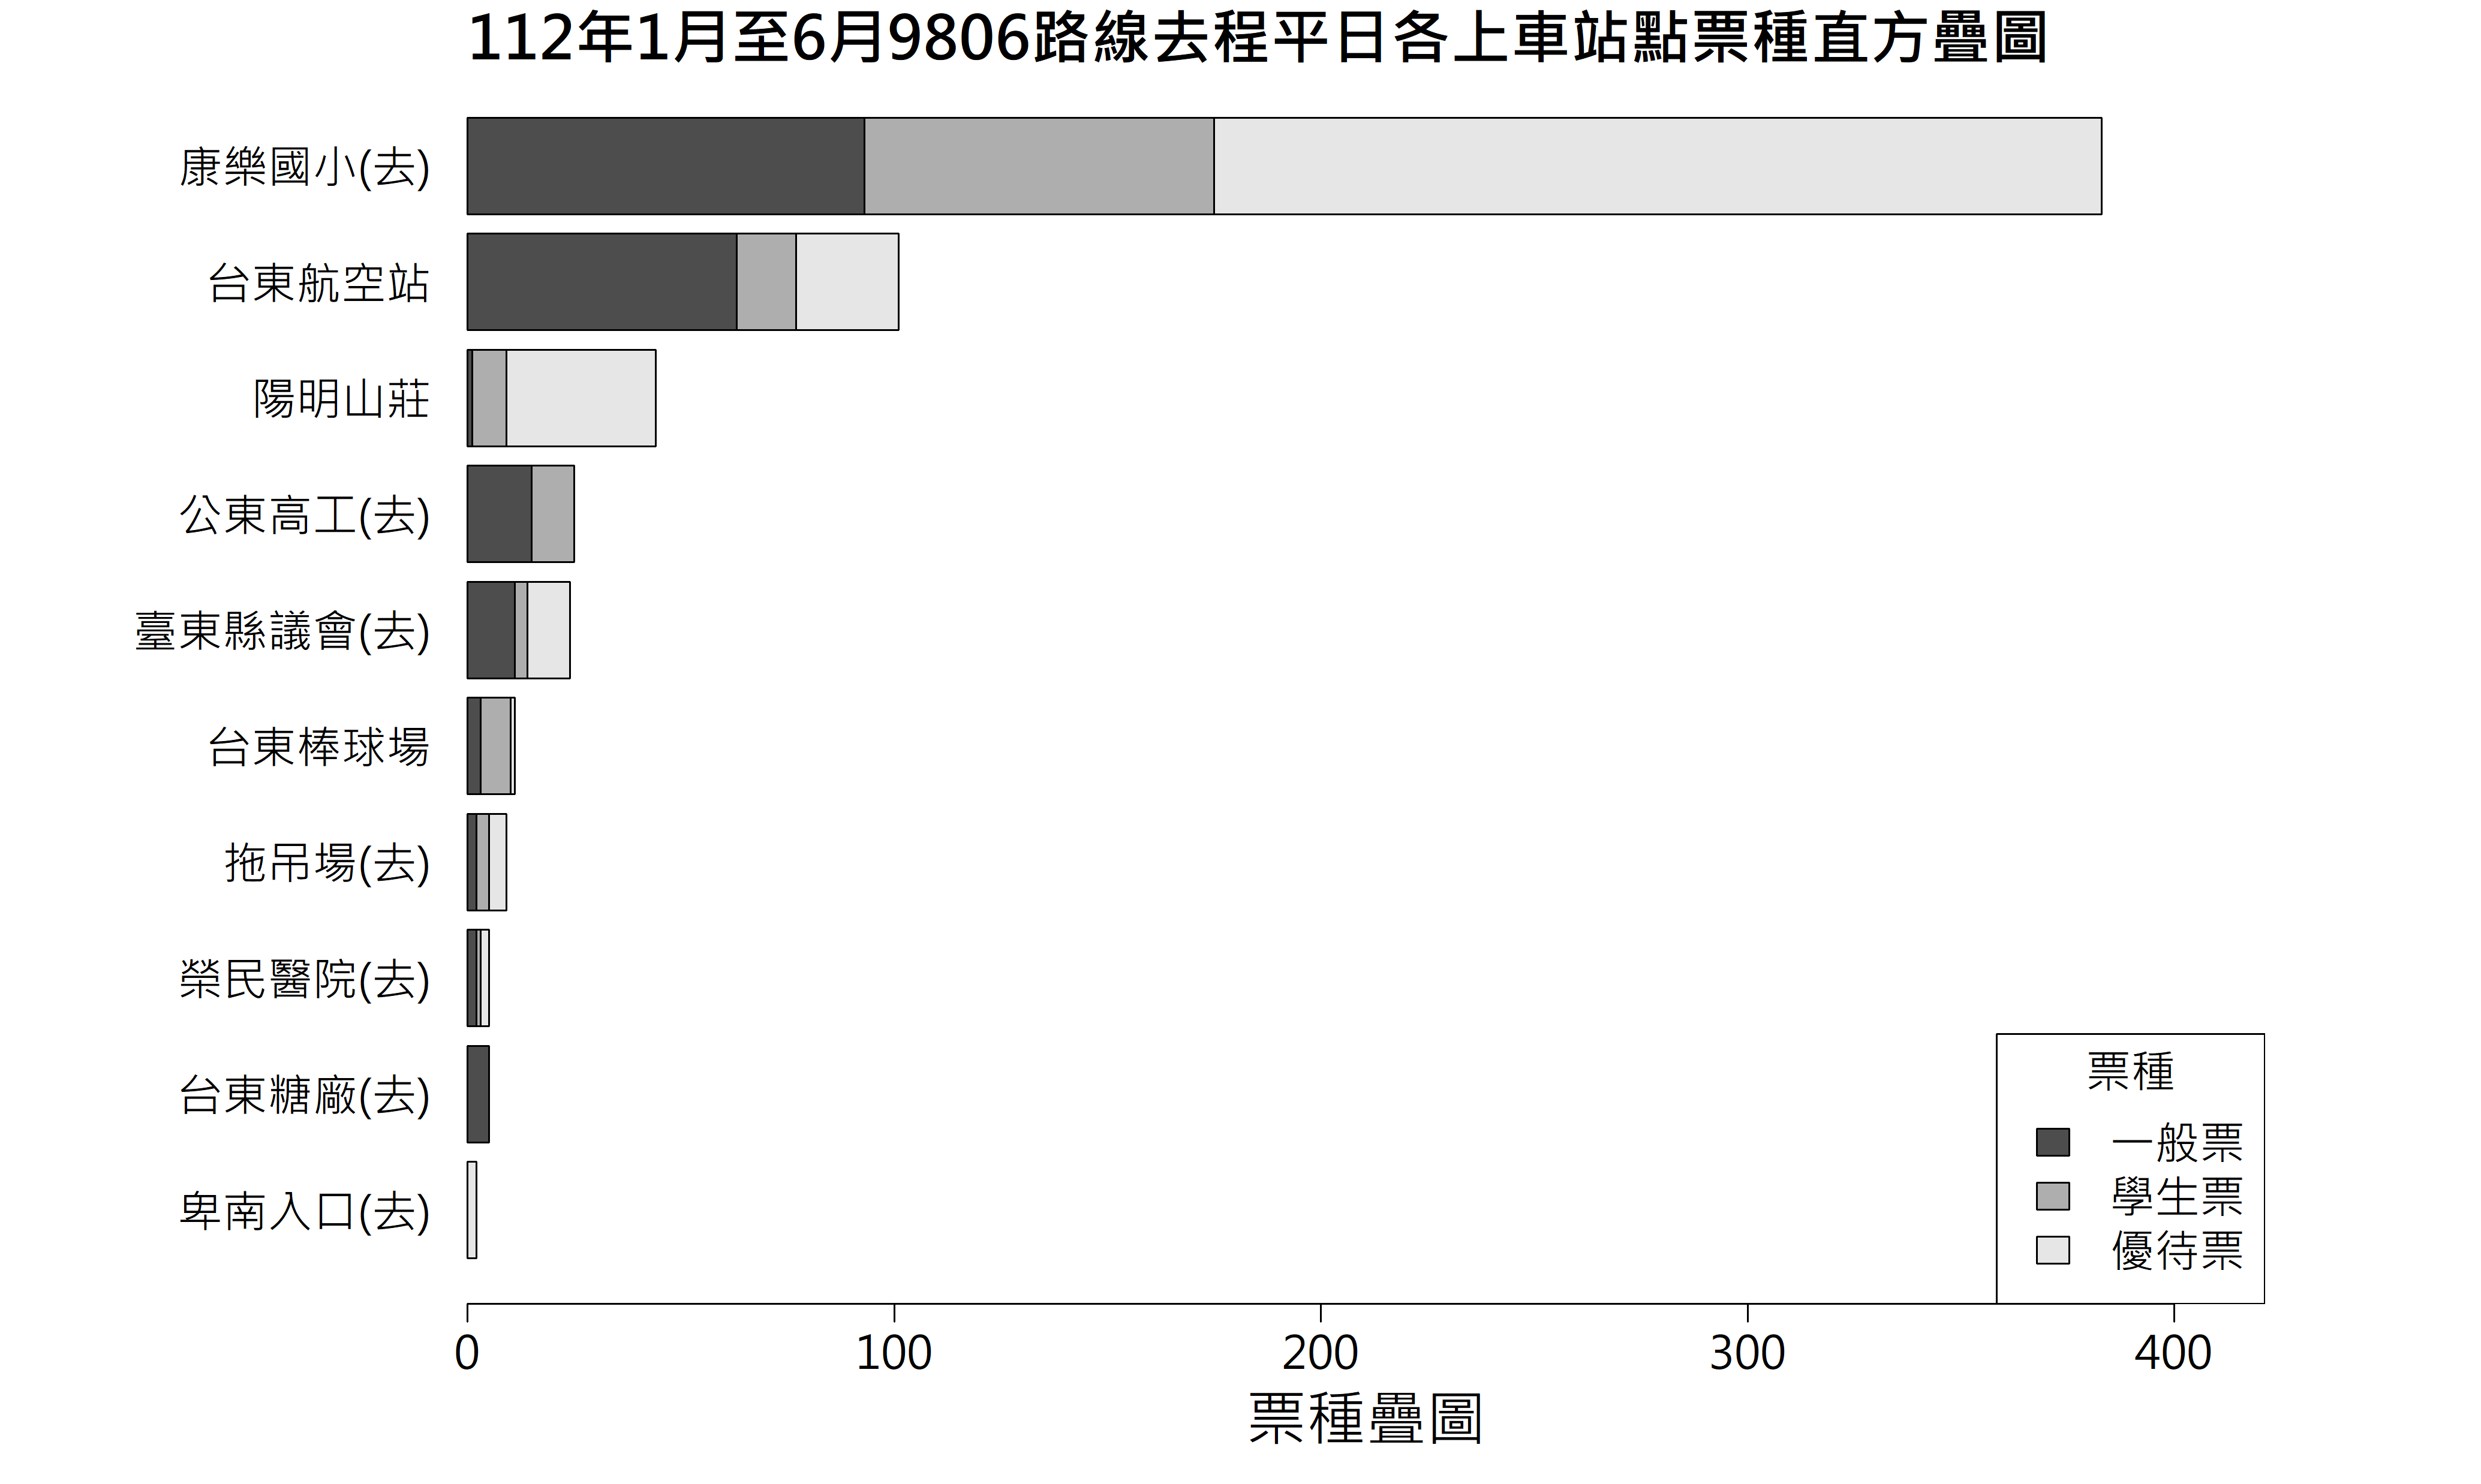 112年1月至6月9806路線去程平日各上車站點票種直方疊圖
康樂國小(去)
台東航空站
陽明山莊
公東高工(去)
臺東縣議會(去)
台東棒球場
拖吊場(去)
榮民醫院(去)
台東糖廠(去)
卑南入口(去)
票種
一般票
學生票
優待票
0 100 200 300 400
票種疊圖